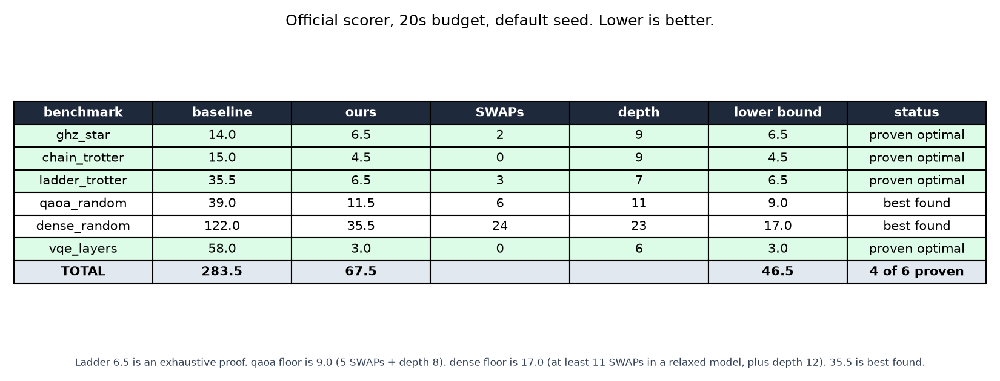 Official scorer, 20s budget, default seed. Lower is better.
benchmark baseline ours SWAPs depth lower bound status
ghz_star 14.0 6.5 2 9 6.5 proven optimal
chain_trotter 15.0 4.5 0 9 4.5 proven optimal
ladder_trotter 35.5 6.5 3 7 6.5 proven optimal
qaoa_random 39.0 11.5 6 11 9.0 best found
dense_random 122.0 35.5 24 23 17.0 best found
vqe_layers 58.0 3.0 0 6 3.0 proven optimal
TOTAL 283.5 67.5 46.5 4 of 6 proven
Ladder 6.5 is an exhaustive proof. qaoa floor is 9.0 (5 SWAPs + depth 8). dense floor is 17.0 (at least 11 SWAPs in a relaxed model, plus depth 12). 35.5 is best found.